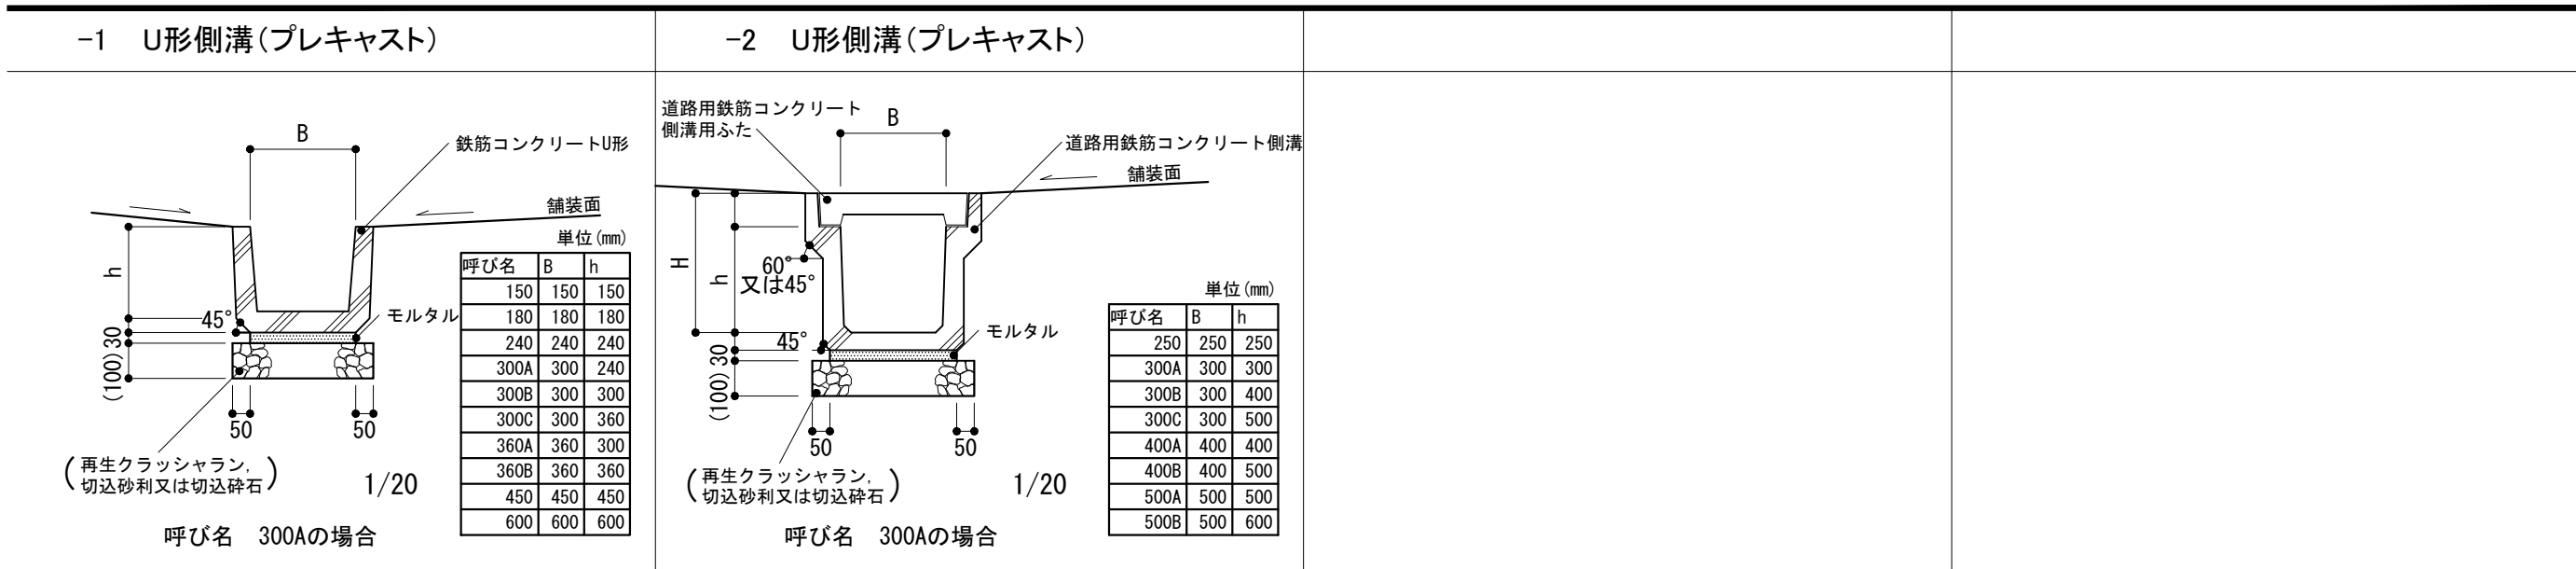 -1 U形側溝(プレキャスト)
B
鉄筋コンクリートU形
舗装面
h
45°
モルタル
30
(100)
50
50
(再生クラッシャラン,
切込砂利又は切込砕石)
1/20
呼び名 300Aの場合
単位(mm)
呼び名 B h
150 150 150
180 180 180
240 240 240
300A 300 240
300B 300 300
300C 300 360
360A 360 300
360B 360 360
450 450 450
600 600 600
-2 U形側溝(プレキャスト)
道路用鉄筋コンクリート
側溝用ふた
B
道路用鉄筋コンクリート側溝
舗装面
H
h
60°
又は45°
45°
モルタル
30
(100)
50
50
(再生クラッシャラン,
切込砂利又は切込砕石)
1/20
呼び名 300Aの場合
単位(mm)
呼び名 B h
250 250 250
300A 300 300
300B 300 400
300C 300 500
400A 400 400
400B 400 500
500A 500 500
500B 500 600